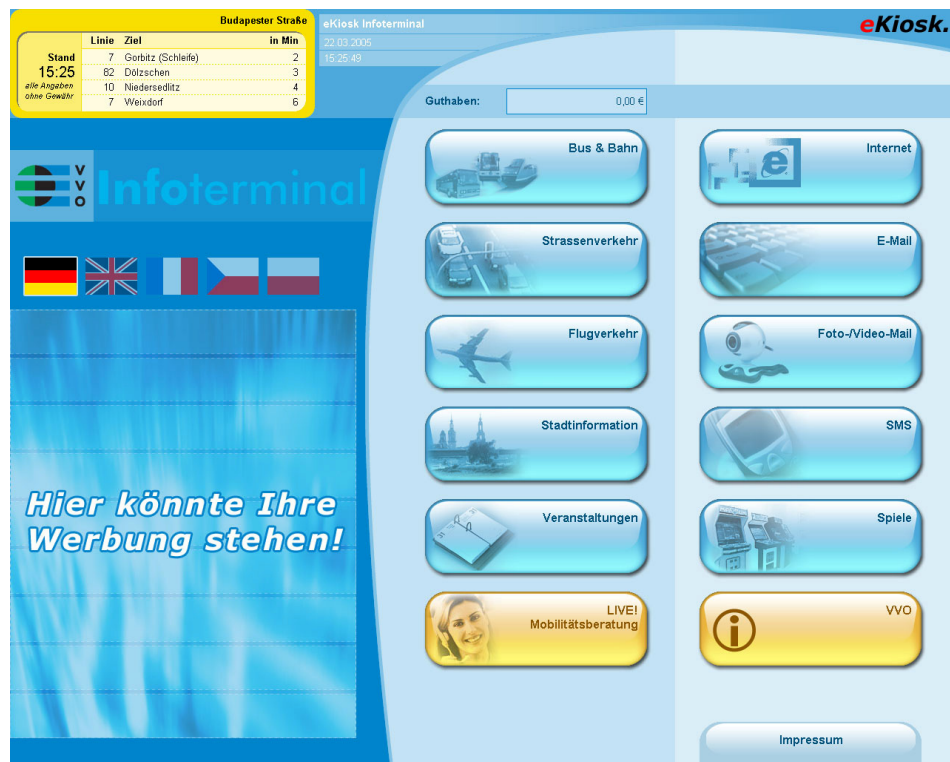 Budapester Straße
Linie Ziel in Min
Stand
15:25
alle Angaben
ohne Gewähr
7 Gorbitz (Schleife) 2
82 Dölzschen 3
10 Niedersedlitz 4
7 Weixdorf 6
eKiosk Infoterminal
22.03.2005
15:25:49
eKiosk.
Guthaben: 0,00 €
VVO Infoterminal
Hier könnte Ihre
Werbung stehen!
Bus & Bahn
Internet
Strassenverkehr
E-Mail
Flugverkehr
Foto-/Video-Mail
Stadtinformation
SMS
Veranstaltungen
Spiele
LIVE!
Mobilitätsberatung
VVO
Impressum